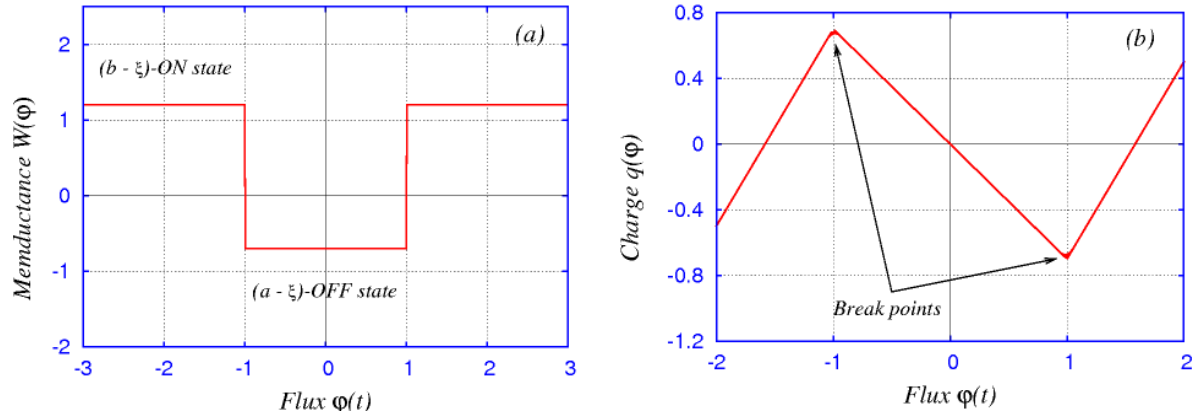 (a)
(b - ξ)-ON state
(a - ξ)-OFF state
Memductance W(φ)
2
1
0
-1
-2
-3
-2
-1
0
1
2
3
Flux φ(t)
(b)
Break points
Charge q(φ)
0.8
0.4
0
-0.4
-0.8
-1.2
-2
-1
0
1
2
Flux φ(t)